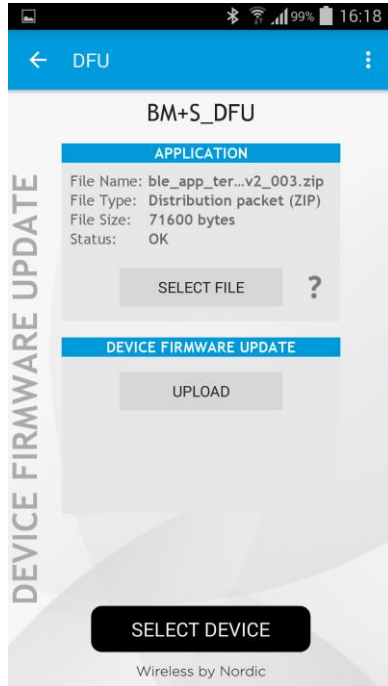 99% 16:18
DFU
BM+S_DFU
APPLICATION
File Name: ble_app_ter...v2_003.zip
File Type: Distribution packet (ZIP)
File Size: 71600 bytes
Status: OK
SELECT FILE ?
DEVICE FIRMWARE UPDATE
UPLOAD
DEVICE FIRMWARE UPDATE
SELECT DEVICE
Wireless by Nordic